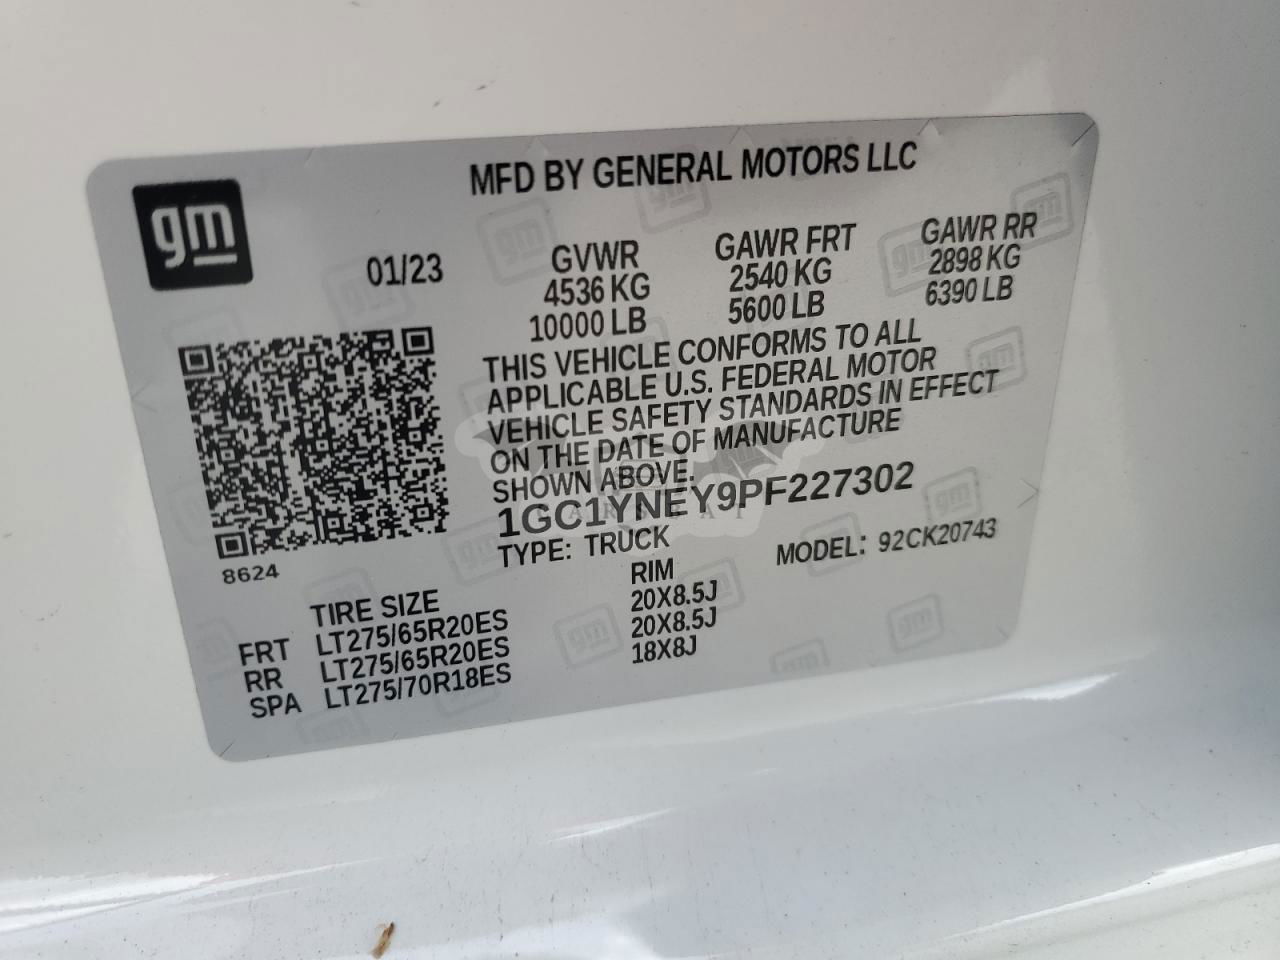 gm
MFD BY GENERAL MOTORS LLC
01/23
GVWR
4536 KG
10000 LB
GAWR FRT
2540 KG
5600 LB
GAWR RR
2898 KG
6390 LB
THIS VEHICLE CONFORMS TO ALL
APPLICABLE U.S. FEDERAL MOTOR
VEHICLE SAFETY STANDARDS IN EFFECT
ON THE DATE OF MANUFACTURE
SHOWN ABOVE.
1GC1YNEY9PF227302
TYPE: TRUCK
MODEL: 92CK20743
8624
TIRE SIZE RIM
FRT LT275/65R20ES 20X8.5J
RR LT275/65R20ES 20X8.5J
SPA LT275/70R18ES 18X8J